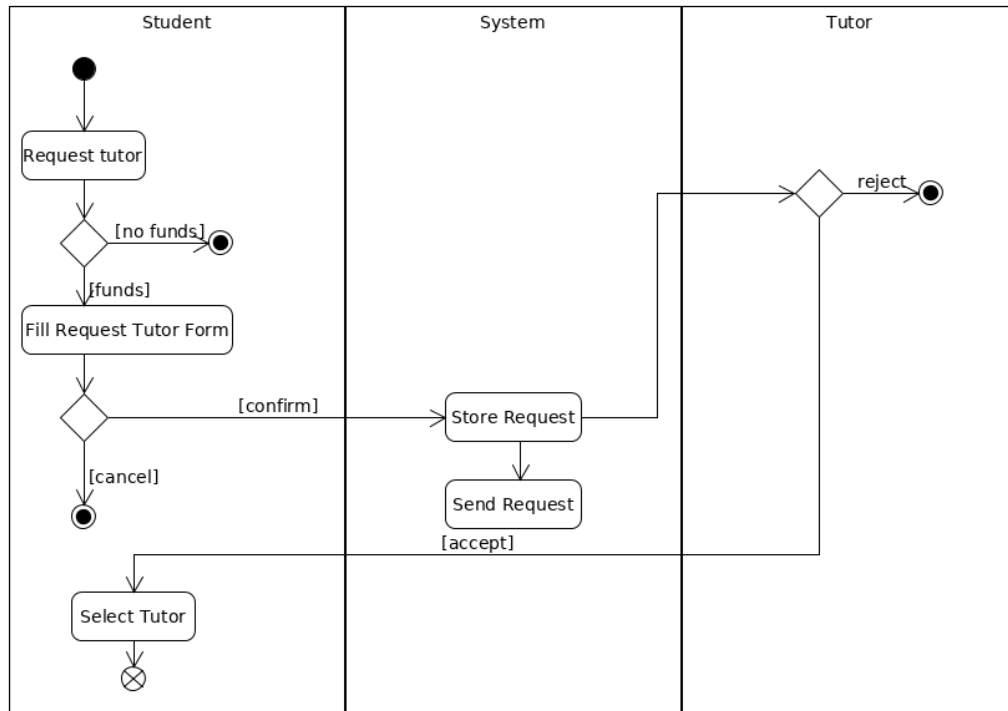 Student
System
Tutor
Request tutor
reject
[no funds]
[funds]
Fill Request Tutor Form
[confirm]
Store Request
[cancel]
Send Request
[accept]
Select Tutor